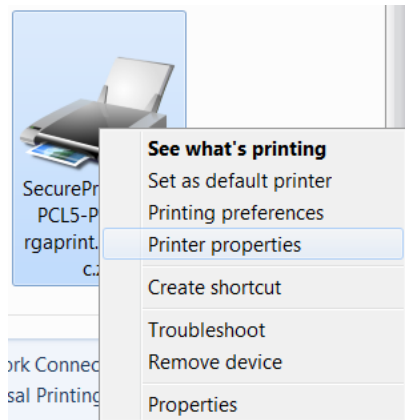 See what's printing
Set as default printer
Printing preferences
Printer properties
Create shortcut
Troubleshoot
Remove device
Properties
SecurePr
PCL5-P
rgaprint.
c.
ork Connec
sal Printing